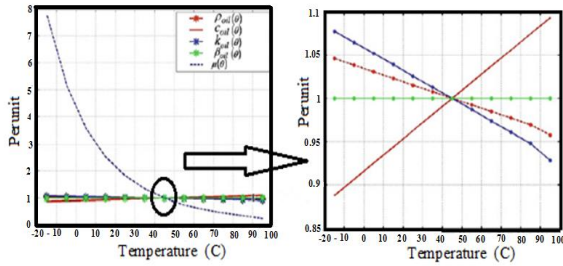 8
7
6
5
4
3
2
1
0
Perunit
-20 -10 0 10 20 30 40 50 60 70 80 90 100
Temperature (C)
ρoil(θ)
coil(θ)
koil(θ)
βoil(θ)
μ(θ)
1.1
1.05
1
0.95
0.9
0.85
Perunit
-20 -10 0 10 20 30 40 50 60 70 80 90 100
Temperature (C)